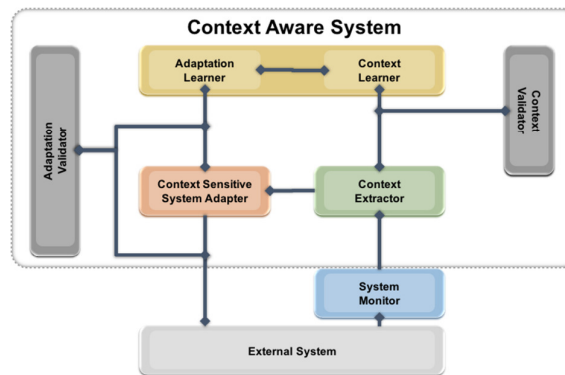 Context Aware System
Adaptation
Learner
Context
Learner
Adaptation
Validator
Context
Validator
Context Sensitive
System Adapter
Context
Extractor
System
Monitor
External System